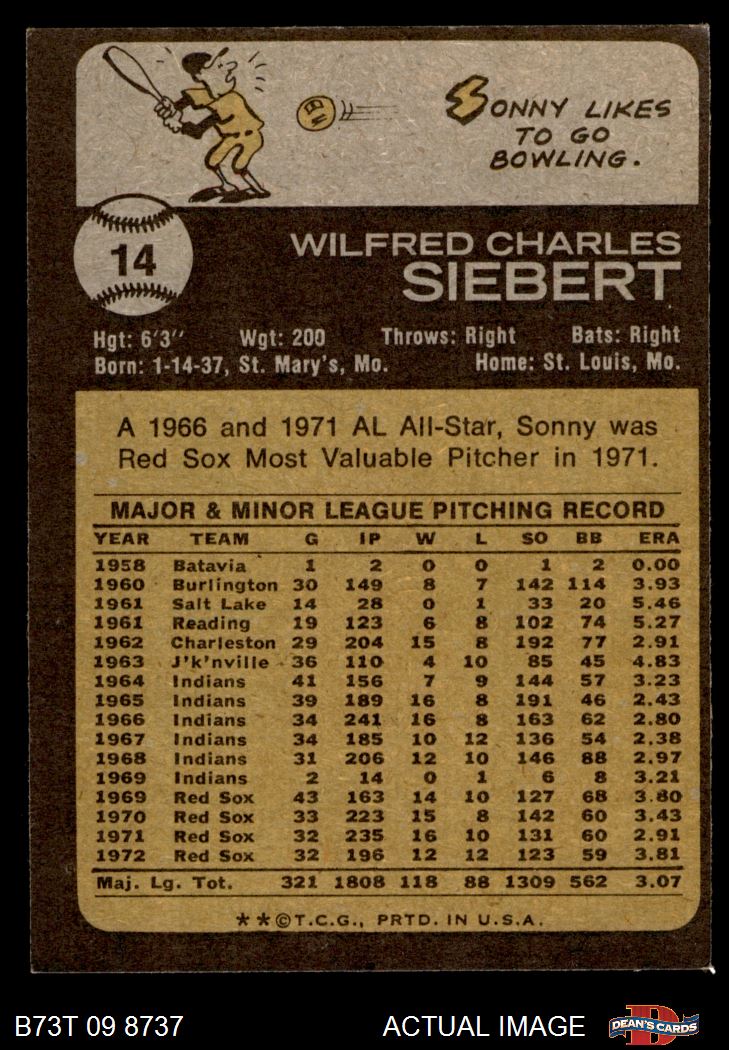 SONNY LIKES
TO GO
BOWLING.
14
WILFRED CHARLES
SIEBERT
Hgt: 6'3" Wgt: 200 Throws: Right Bats: Right
Born: 1-14-37, St. Mary's, Mo. Home: St. Louis, Mo.
A 1966 and 1971 AL All-Star, Sonny was
Red Sox Most Valuable Pitcher in 1971.
MAJOR & MINOR LEAGUE PITCHING RECORD
YEAR TEAM G IP W L SO BB ERA
1958 Batavia 1 2 0 0 1 2 0.00
1960 Burlington 30 149 8 7 142 114 3.93
1961 Salt Lake 14 28 0 1 33 20 5.46
1961 Reading 19 123 6 8 102 74 5.27
1962 Charleston 29 204 15 8 192 77 2.91
1963 J'k'nville 36 110 4 10 85 45 4.83
1964 Indians 41 156 7 9 144 57 3.23
1965 Indians 39 189 16 8 191 46 2.43
1966 Indians 34 241 16 8 163 62 2.80
1967 Indians 34 185 10 12 136 54 2.38
1968 Indians 31 206 12 10 146 88 2.97
1969 Indians 2 14 0 1 6 8 3.21
1969 Red Sox 43 163 14 10 127 68 3.80
1970 Red Sox 33 223 15 8 142 60 3.43
1971 Red Sox 32 235 16 10 131 60 2.91
1972 Red Sox 32 196 12 12 123 59 3.81
Maj. Lg. Tot. 321 1808 118 88 1309 562 3.07
**©T.C.G., PRTD. IN U.S.A.
B73T 09 8737 ACTUAL IMAGE DEAN'S CARDS